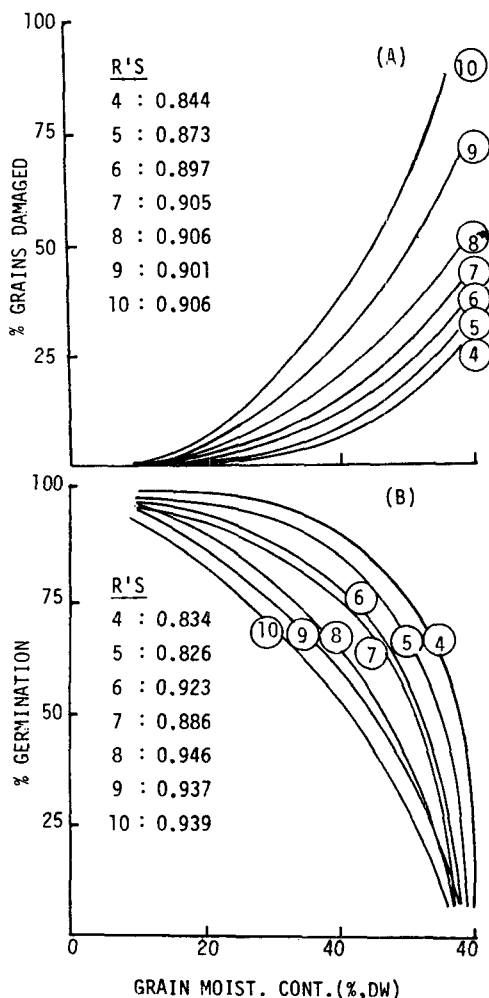 100
(A)
R'S
4 : 0.844
5 : 0.873
6 : 0.897
7 : 0.905
8 : 0.906
9 : 0.901
10 : 0.906
75
50
25
% GRAINS DAMAGED
10
9
8
7
6
5
4
100
(B)
R'S
4 : 0.834
5 : 0.826
6 : 0.923
7 : 0.886
8 : 0.946
9 : 0.937
10 : 0.939
75
50
25
% GERMINATION
6
10
9
8
7
5
4
0
20
40
40
GRAIN MOIST. CONT.(%,DW)